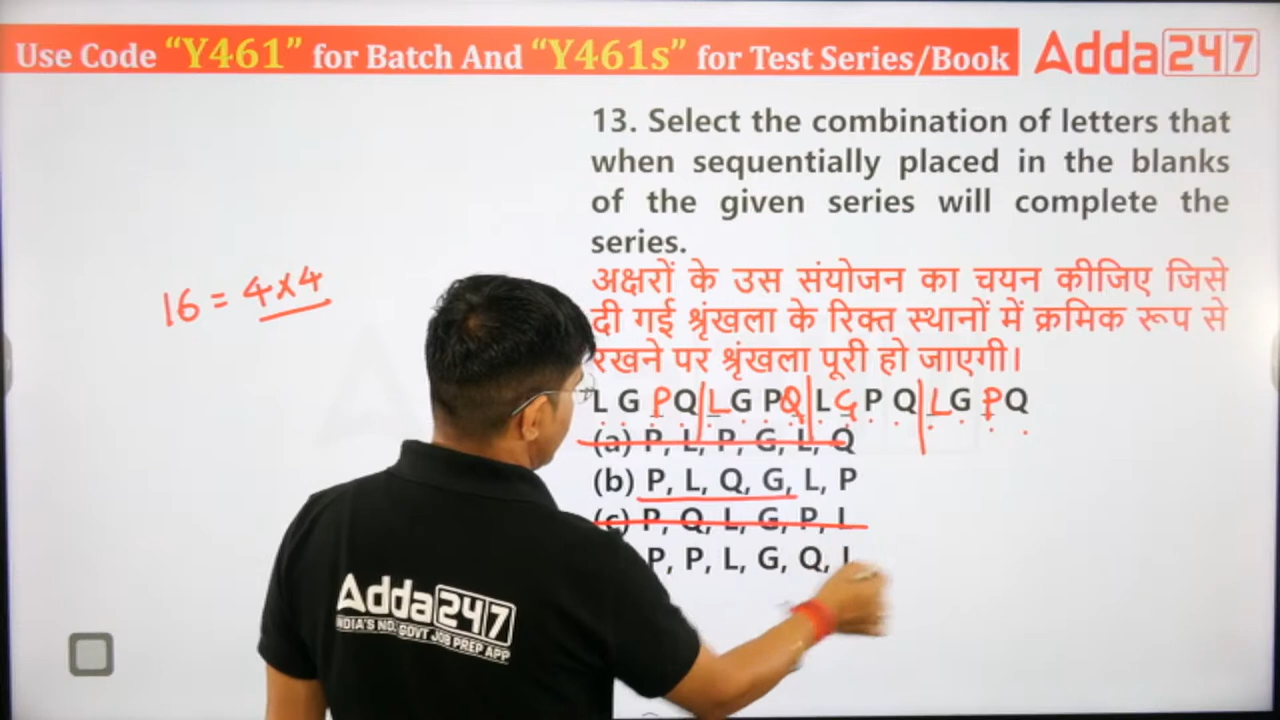 Use Code “Y461” for Batch And “Y461s” for Test Series/Book
Adda247
13. Select the combination of letters that
when sequentially placed in the blanks
of the given series will complete the
series.
अक्षरों के उस संयोजन का चयन कीजिए जिसे
दी गई श्रृंखला के रिक्त स्थानों में क्रमिक रूप से
रखने पर श्रृंखला पूरी हो जाएगी।
16 = 4x4
L G P Q | L G P Q | L G P Q | L G P Q
(a) P, L, P, G, L, Q
(b) P, L, Q, G, L, P
(c) P, Q, L, G, P, L
P, P, L, G, Q, L
Adda247
INDIA'S NO. GOVT JOB PREP APP